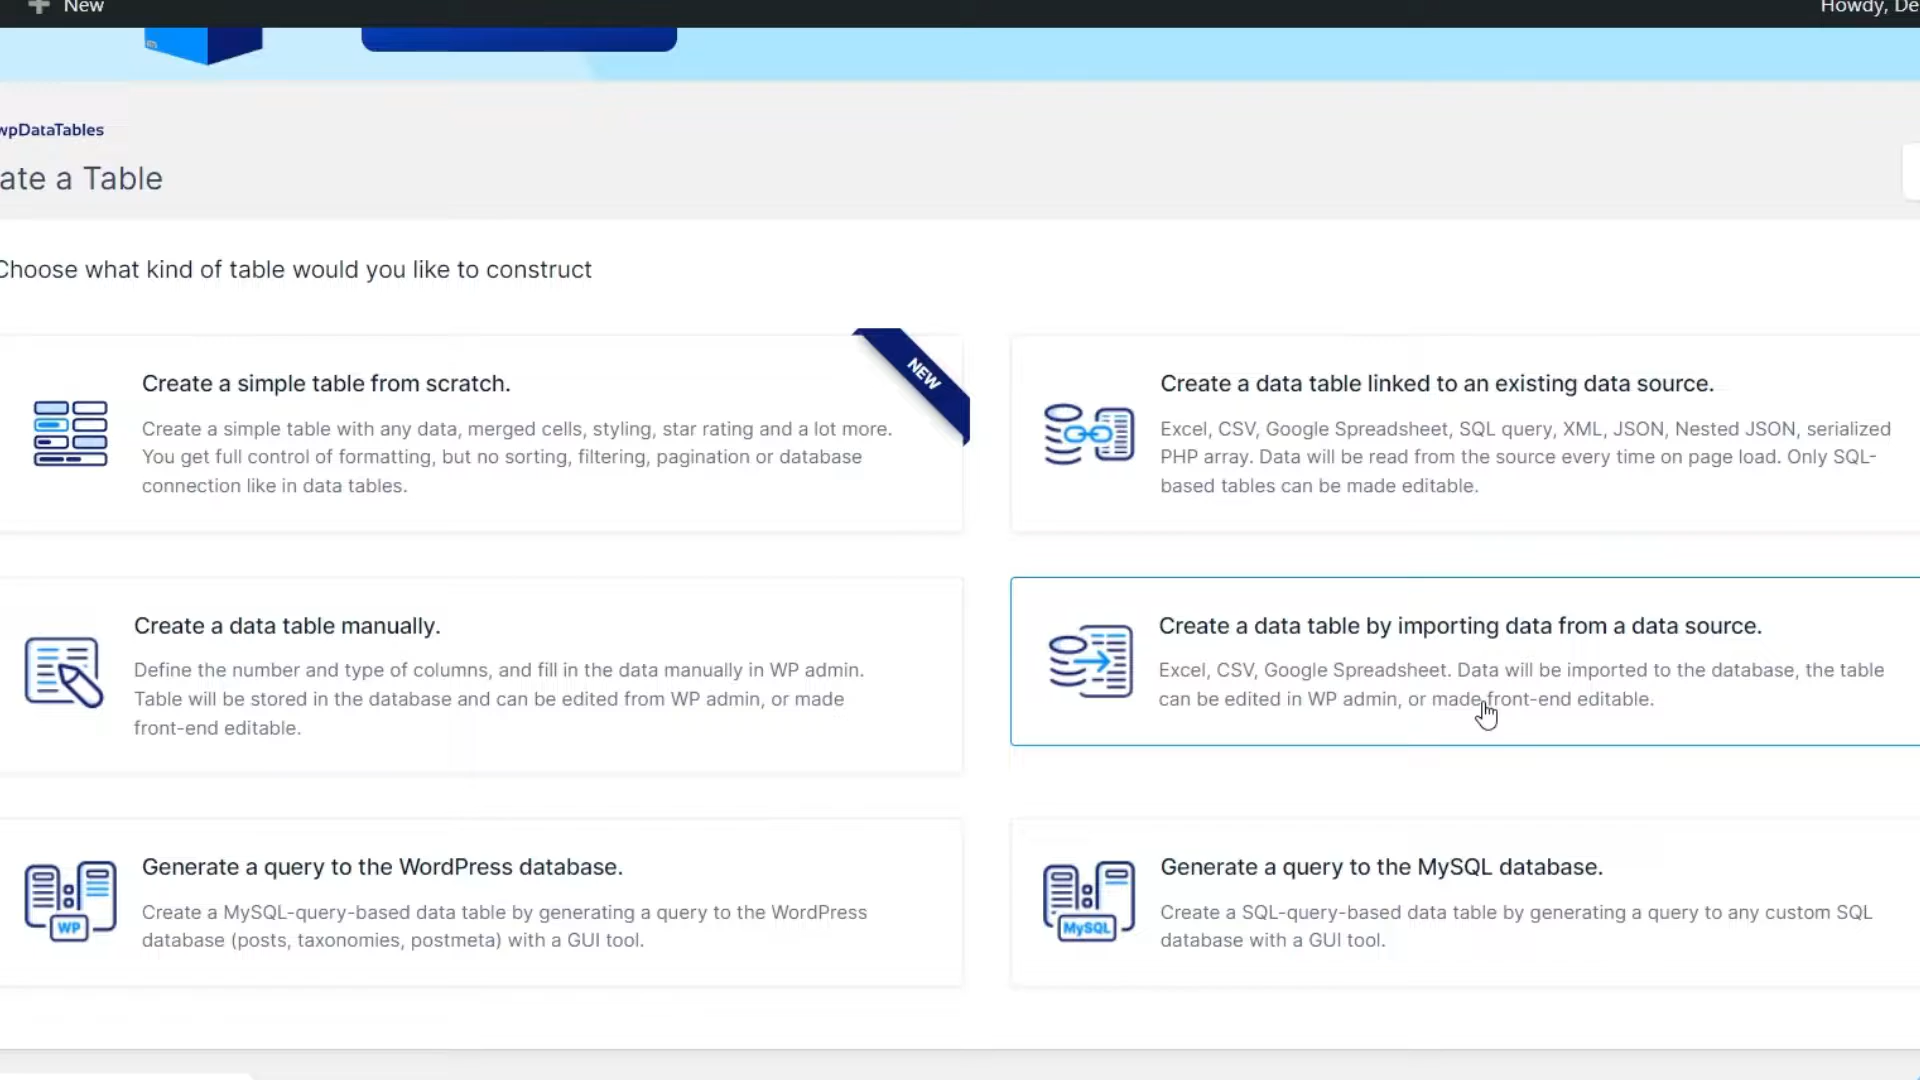 New
Howdy, De
wpDataTables
ate a Table
Choose what kind of table would you like to construct
Create a simple table from scratch.
Create a simple table with any data, merged cells, styling, star rating and a lot more.
You get full control of formatting, but no sorting, filtering, pagination or database
connection like in data tables.
NEW
Create a data table linked to an existing data source.
Excel, CSV, Google Spreadsheet, SQL query, XML, JSON, Nested JSON, serialized
PHP array. Data will be read from the source every time on page load. Only SQL-
based tables can be made editable.
Create a data table manually.
Define the number and type of columns, and fill in the data manually in WP admin.
Table will be stored in the database and can be edited from WP admin, or made
front-end editable.
Create a data table by importing data from a data source.
Excel, CSV, Google Spreadsheet. Data will be imported to the database, the table
can be edited in WP admin, or made front-end editable.
WP
Generate a query to the WordPress database.
Create a MySQL-query-based data table by generating a query to the WordPress
database (posts, taxonomies, postmeta) with a GUI tool.
MySQL
Generate a query to the MySQL database.
Create a SQL-query-based data table by generating a query to any custom SQL
database with a GUI tool.